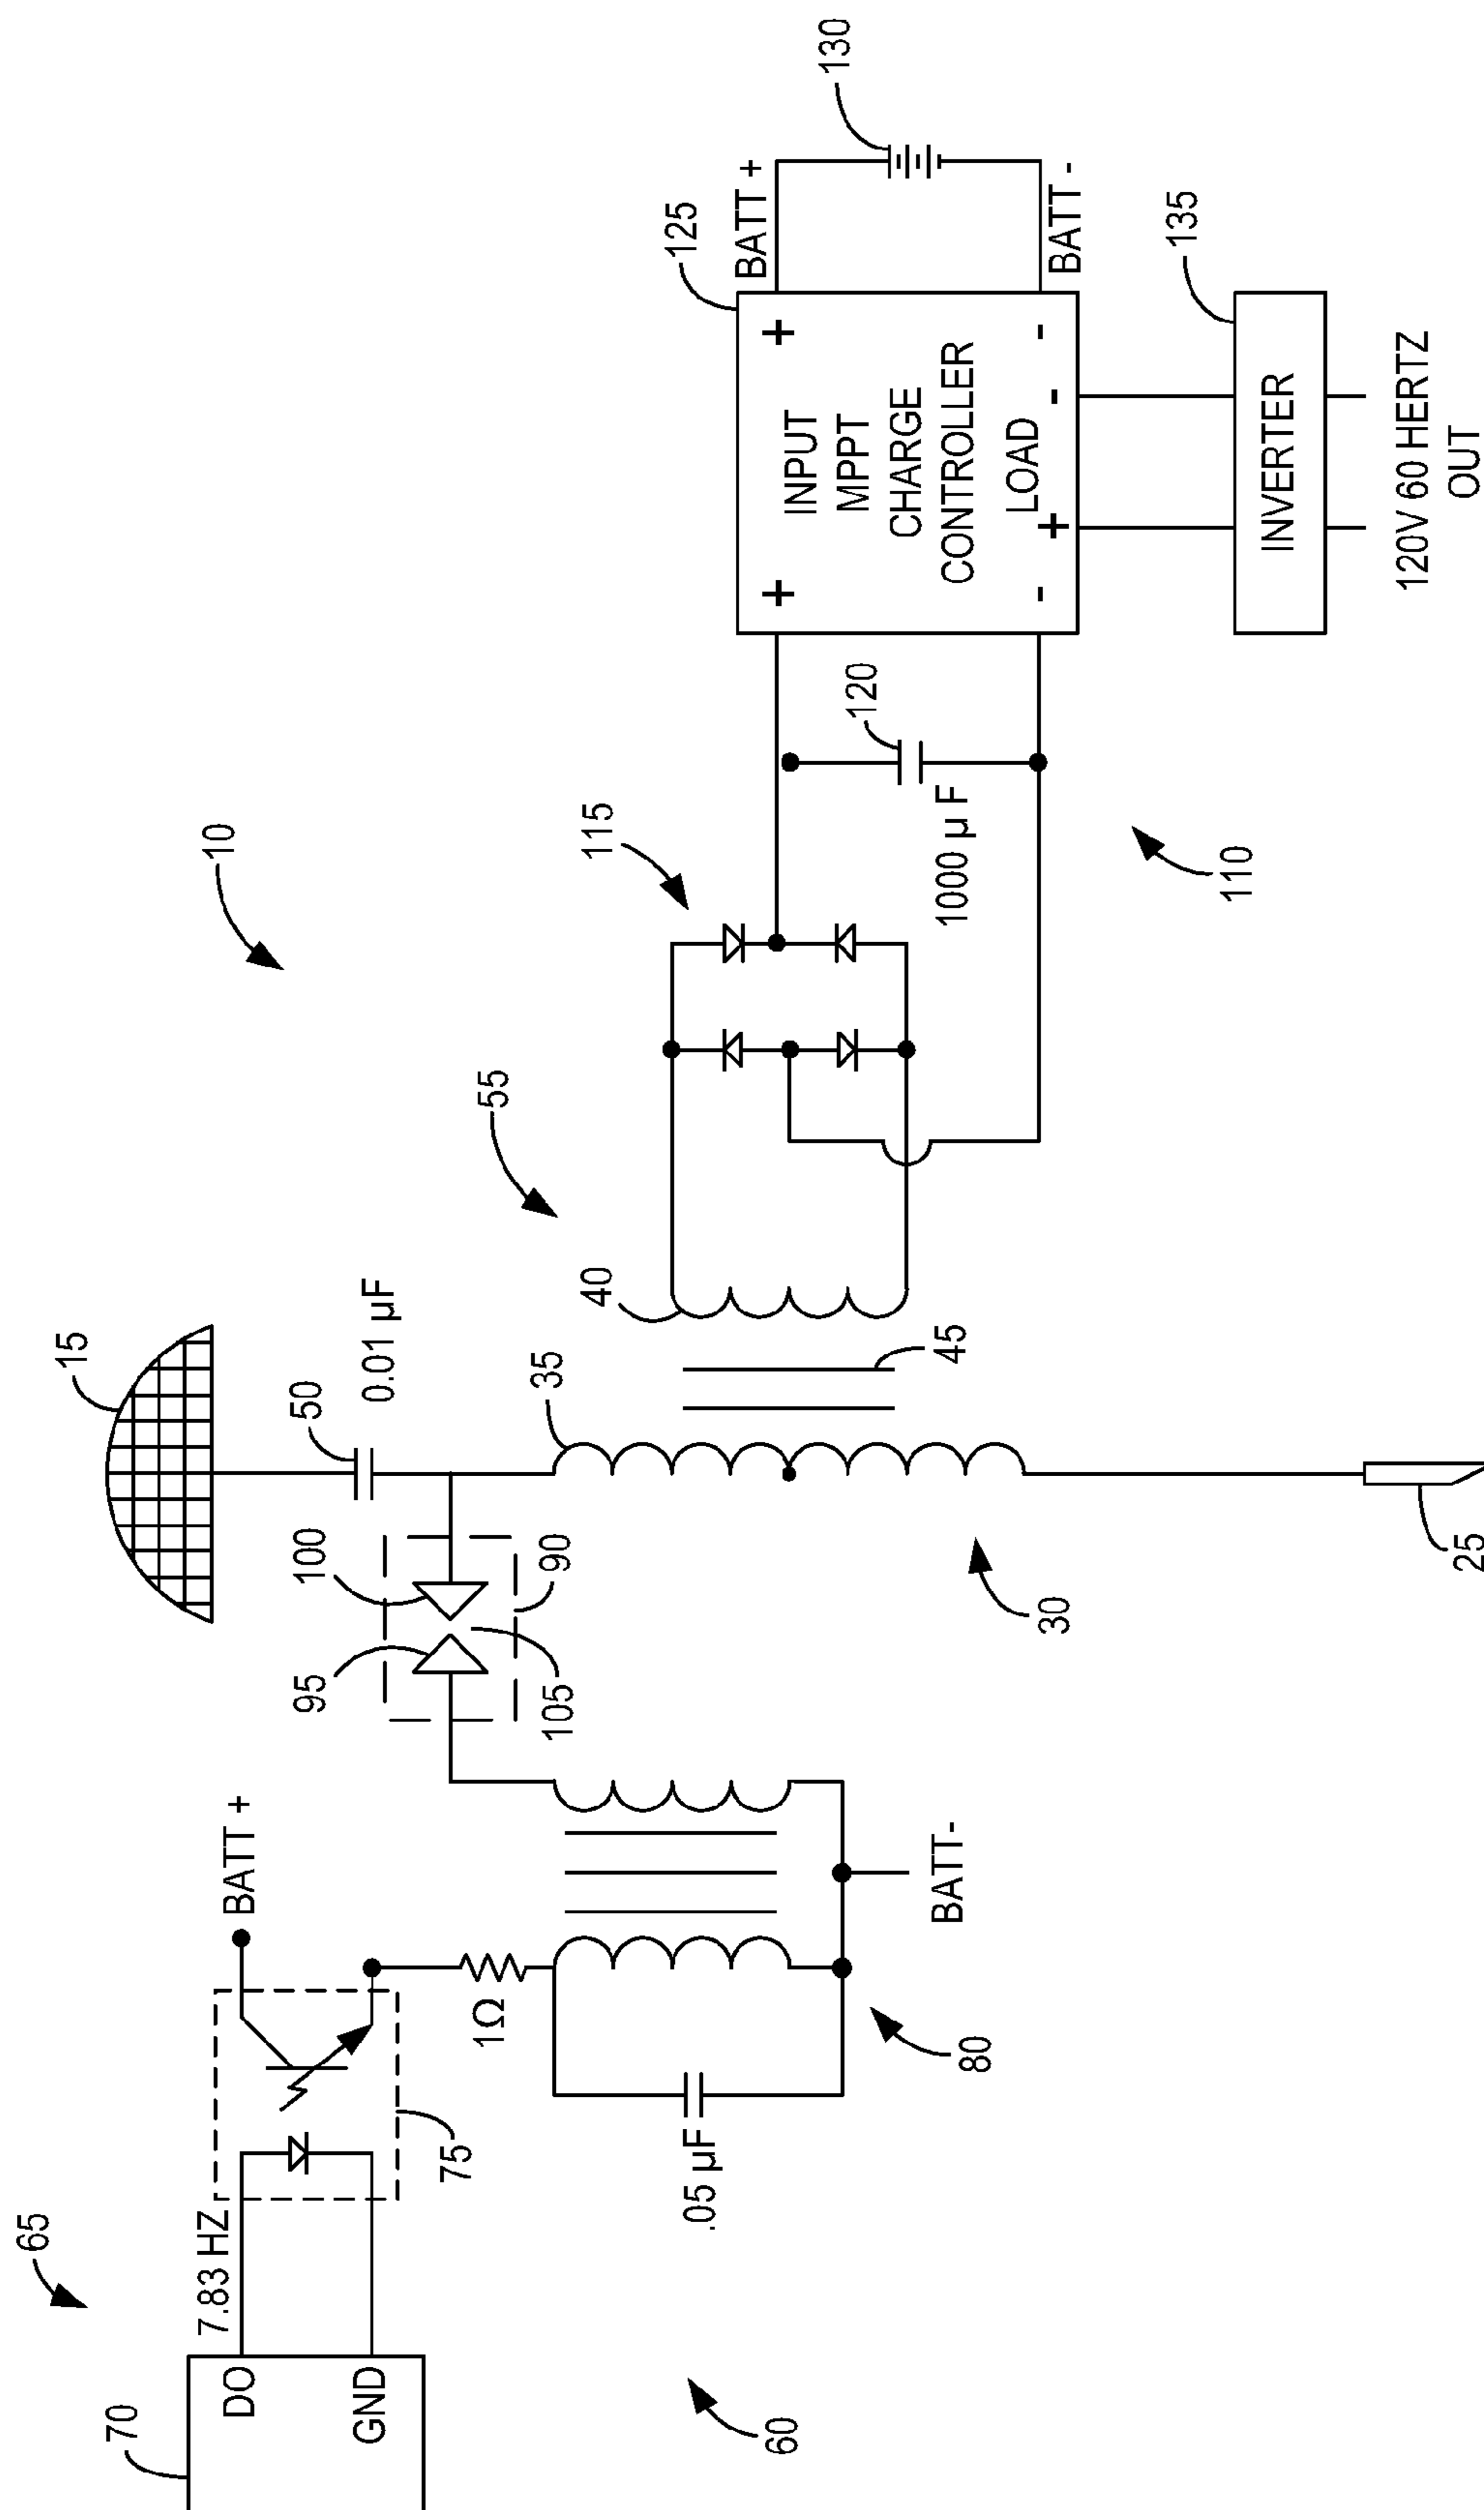 65
70
DO
GND
7.83 HZ
75
BATT +
1Ω
.05 µF
80
BATT-
60
15
50
0.01 µF
100
95
90
105
35
30
25
40
45
55
10
115
120
1000 µ F
110
125
BATT +
BATT -
130
+
+
INPUT
MPPT
CHARGE
CONTROLLER
LOAD
-
+
-
-
135
INVERTER
120V 60 HERTZ
OUT